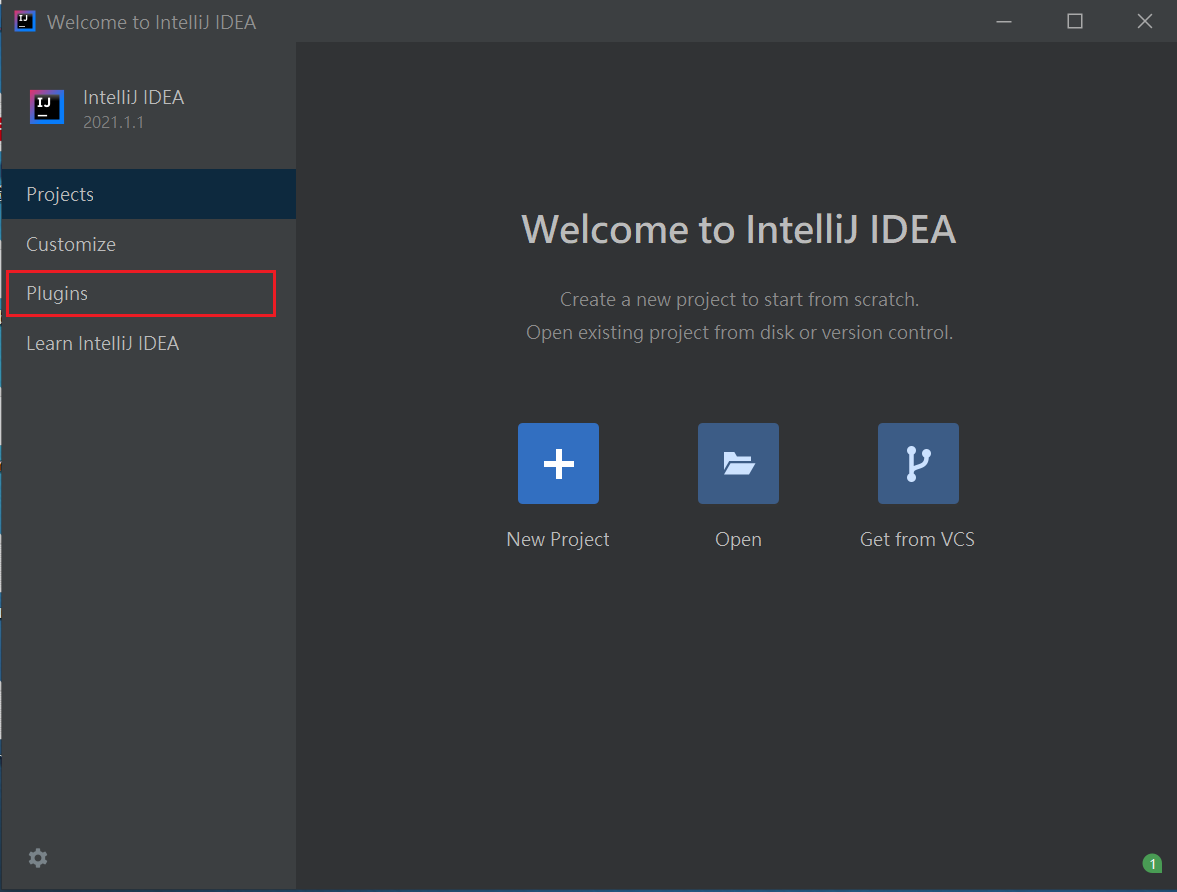 Welcome to IntelliJ IDEA
IntelliJ IDEA
2021.1.1
Projects
Customize
Plugins
Learn IntelliJ IDEA
Welcome to IntelliJ IDEA
Create a new project to start from scratch.
Open existing project from disk or version control.
New Project
Open
Get from VCS
1